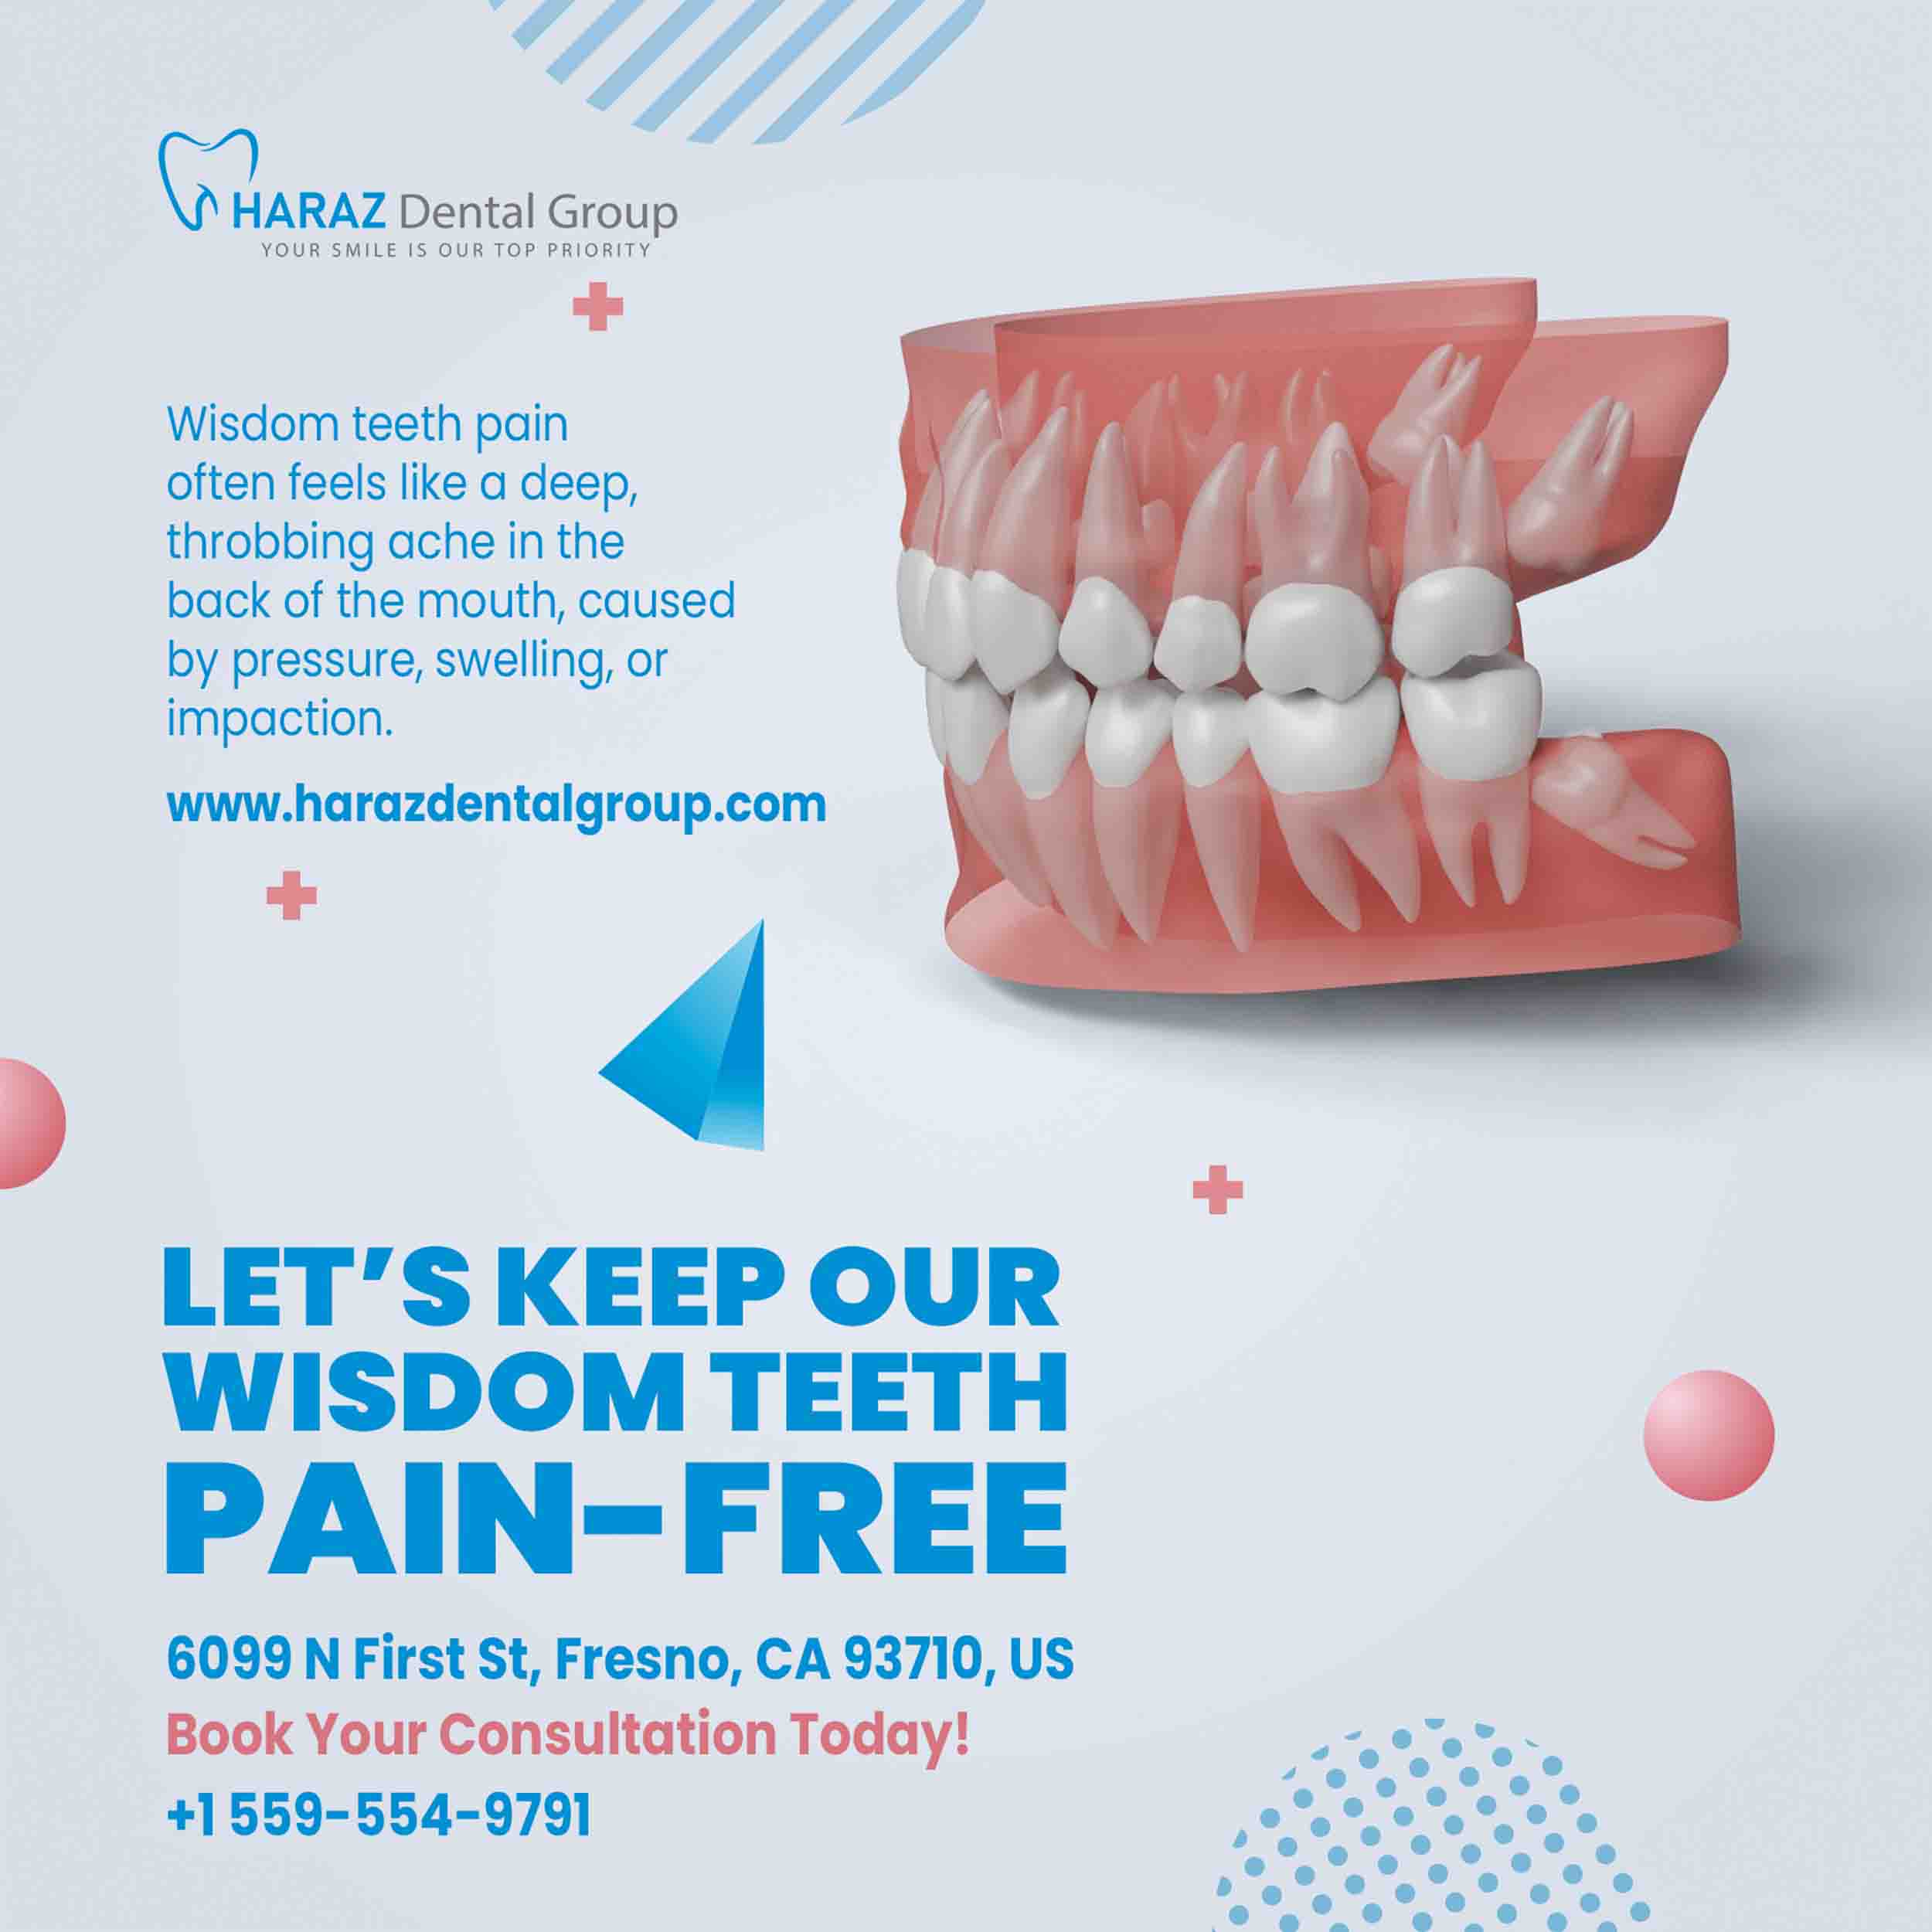 HARAZ Dental Group
YOUR SMILE IS OUR TOP PRIORITY
Wisdom teeth pain
often feels like a deep,
throbbing ache in the
back of the mouth, caused
by pressure, swelling, or
impaction.
www.harazdentalgroup.com
LET’S KEEP OUR
WISDOM TEETH
PAIN-FREE
6099 N First St, Fresno, CA 93710, US
Book Your Consultation Today!
+1 559-554-9791